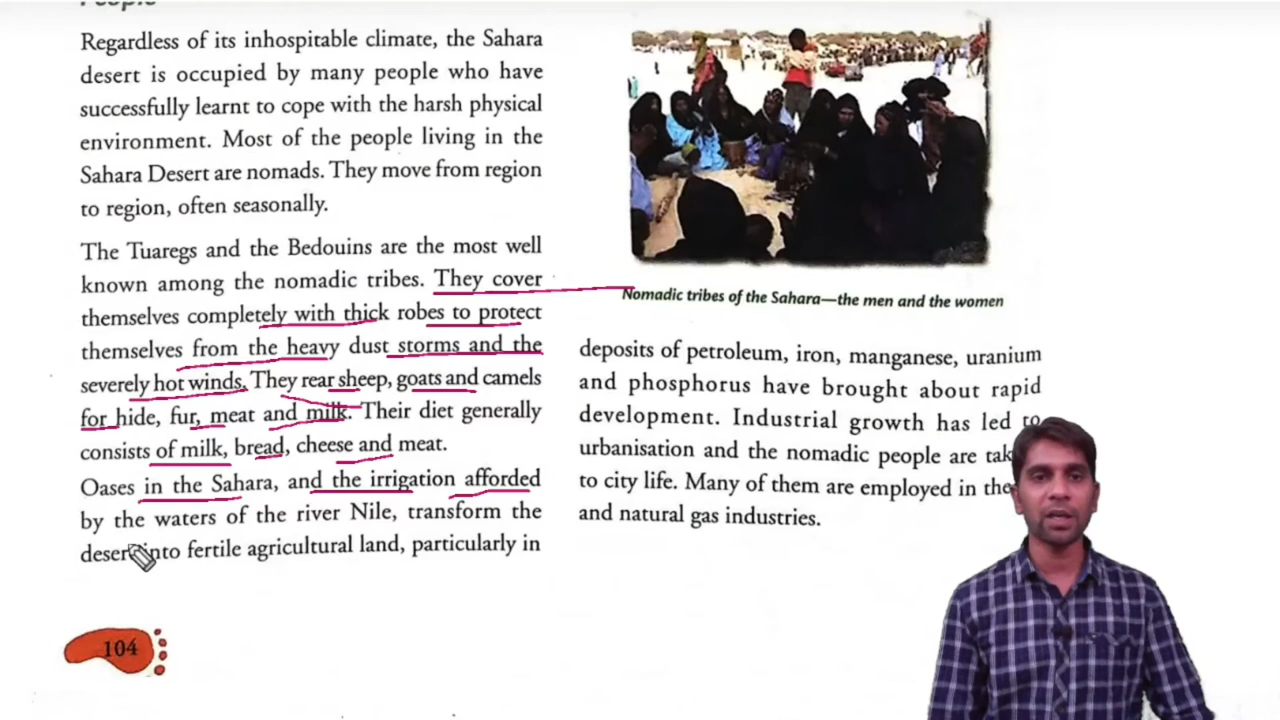 People
Regardless of its inhospitable climate, the Sahara
desert is occupied by many people who have
successfully learnt to cope with the harsh physical
environment. Most of the people living in the
Sahara Desert are nomads. They move from region
to region, often seasonally.
The Tuaregs and the Bedouins are the most well
known among the nomadic tribes. They cover
themselves completely with thick robes to protect
themselves from the heavy dust storms and the
severely hot winds. They rear sheep, goats and camels
for hide, fur, meat and milk. Their diet generally
consists of milk, bread, cheese and meat.
Oases in the Sahara, and the irrigation afforded
by the waters of the river Nile, transform the
desert into fertile agricultural land, particularly in
104
Nomadic tribes of the Sahara—the men and the women
deposits of petroleum, iron, manganese, uranium
and phosphorus have brought about rapid
development. Industrial growth has led to
urbanisation and the nomadic people are tak
to city life. Many of them are employed in the
and natural gas industries.